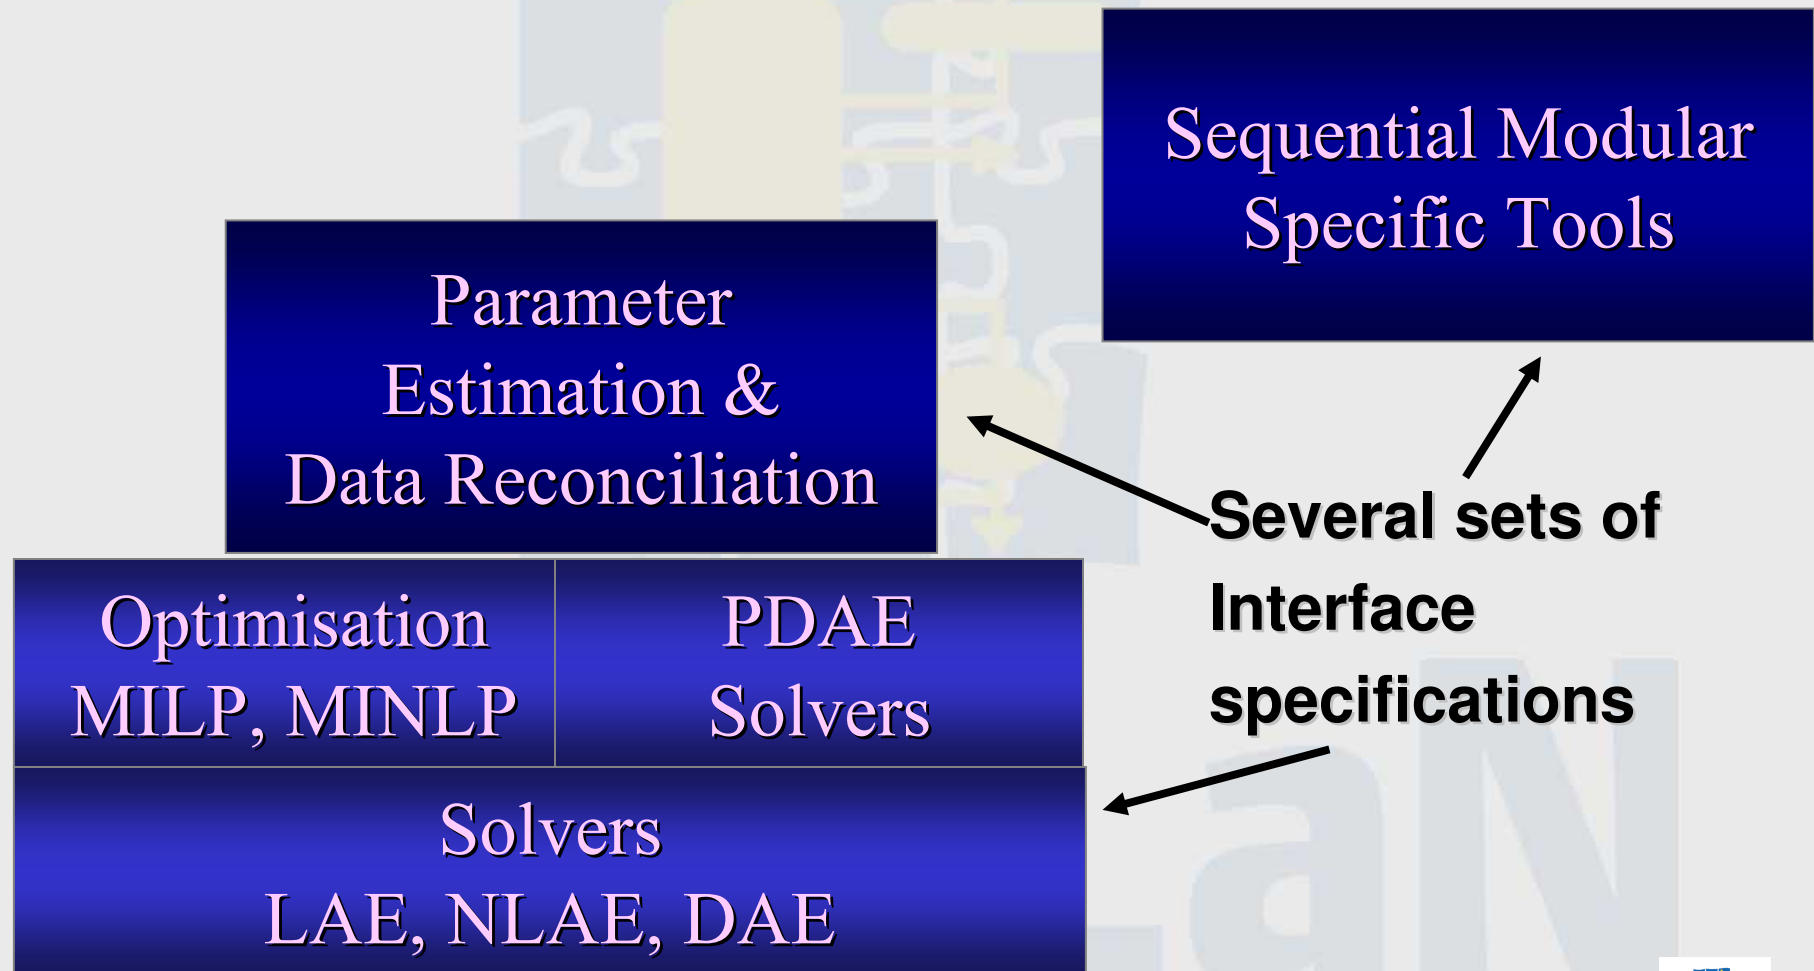 Sequential Modular
Specific Tools
Parameter
Estimation &
Data Reconciliation
Several sets of
Interface
specifications
Optimisation
MILP, MINLP
PDAE
Solvers
Solvers
LAE, NLAE, DAE
LaN